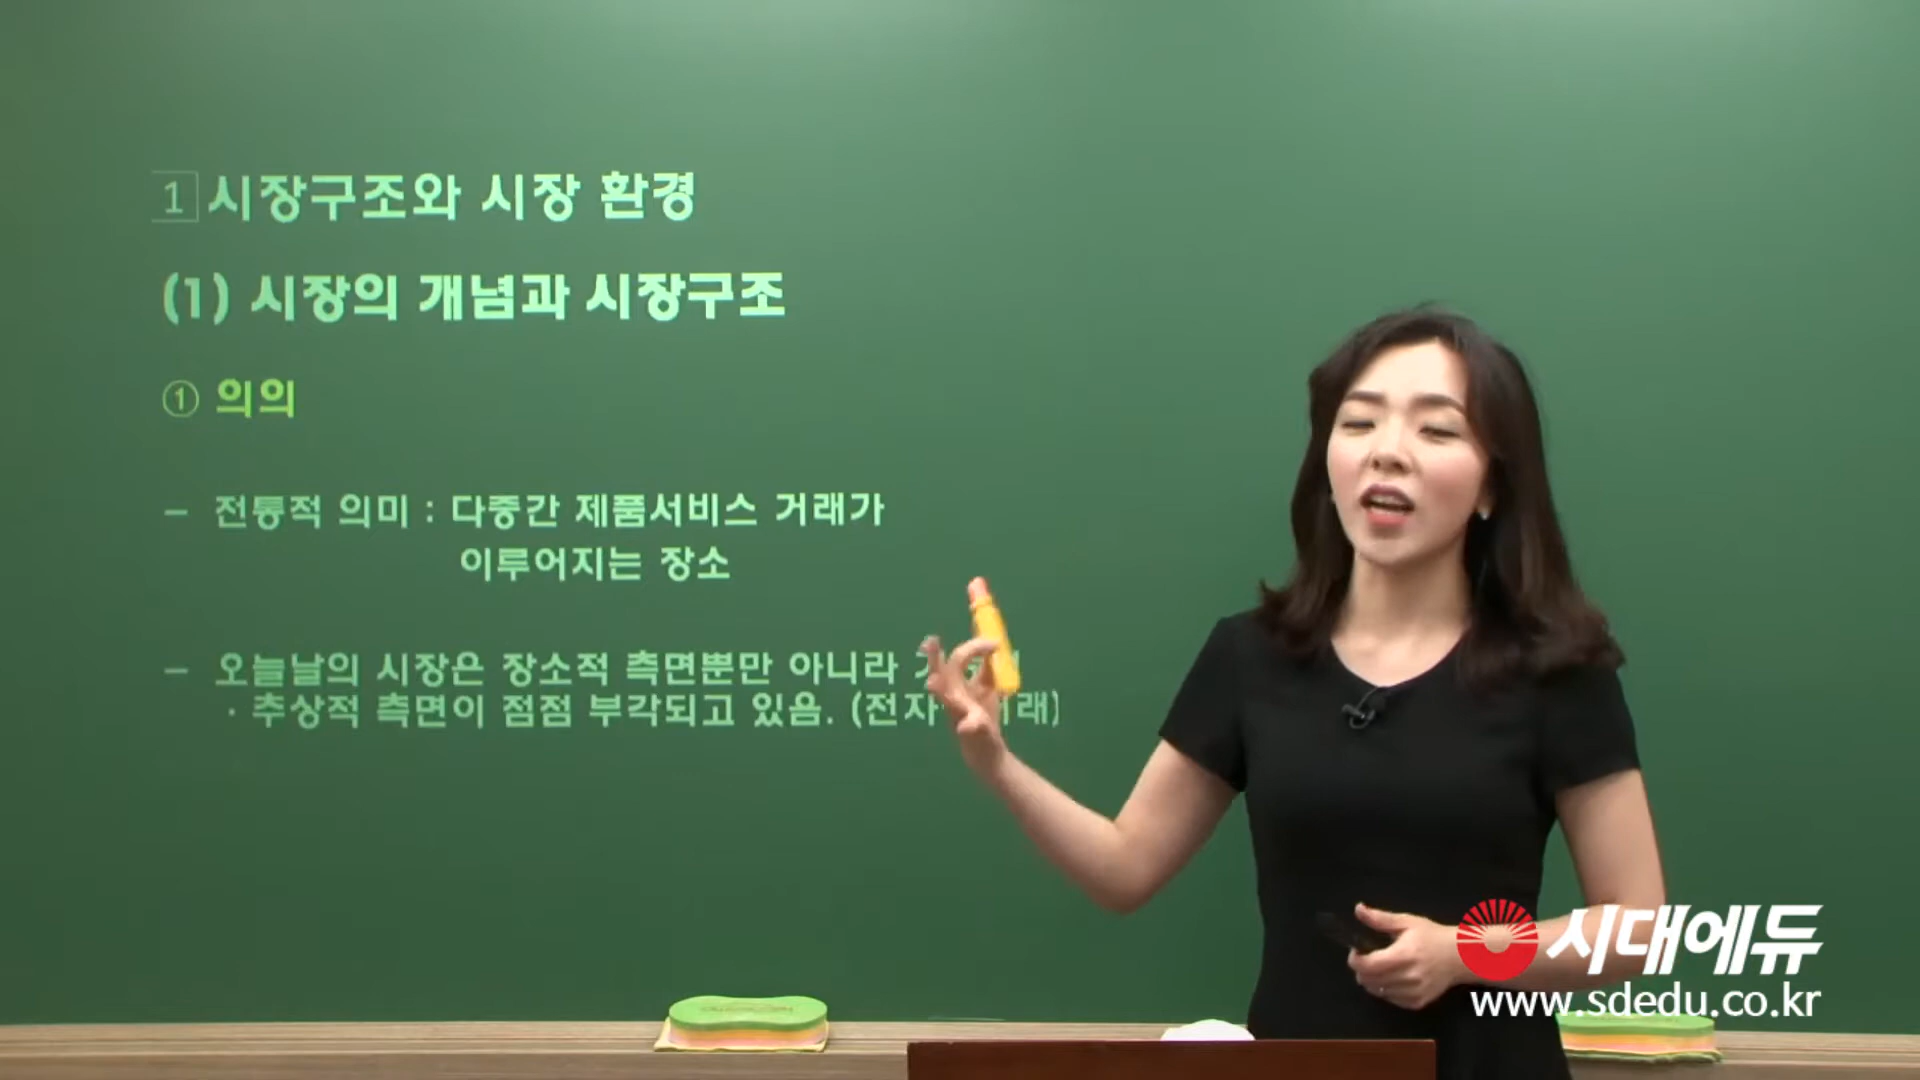 1 시장구조와 시장 환경
(1) 시장의 개념과 시장구조
① 의의
– 전통적 의미 : 다중간 제품서비스 거래가
이루어지는 장소
– 오늘날의 시장은 장소적 측면뿐만 아니라
· 추상적 측면이 점점 부각되고 있음.
시대에듀
www.sdedu.co.kr